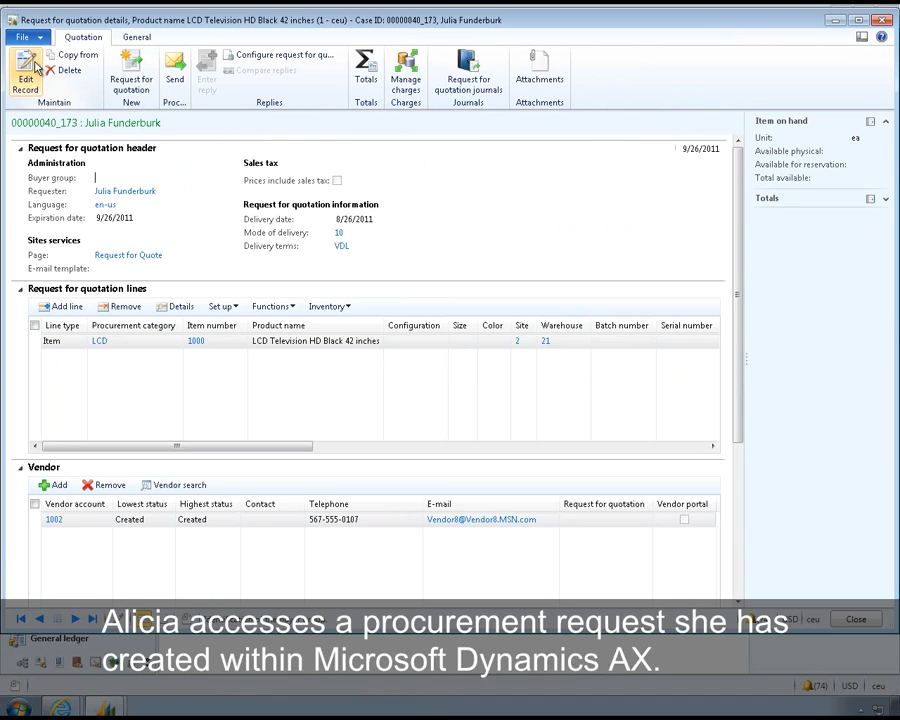 Request for quotation details, Product name LCD Television HD Black 42 inches (1 - ceu) - Case ID: 00000040_173, Julia Funderburk
File Quotation General
Edit Record
Copy from
Delete
Maintain
Request for quotation
New
Send
Proc...
Enter reply
Configure request for qu...
Compare replies
Replies
Totals
Totals
Manage charges
Charges
Request for quotation journals
Journals
Attachments
Attachments
00000040_173 : Julia Funderburk
Request for quotation header 9/26/2011
Administration
Buyer group:
Requester: Julia Funderburk
Language: en-us
Expiration date: 9/26/2011
Sites services
Page: Request for Quote
E-mail template:
Sales tax
Prices include sales tax:
Request for quotation information
Delivery date: 8/26/2011
Mode of delivery: 10
Delivery terms: VDL
Item on hand
Unit: ea
Available physical:
Available for reservation:
Total available:
Totals
Request for quotation lines
Add line Remove Details Set up Functions Inventory
Line type Procurement category Item number Product name Configuration Size Color Site Warehouse Batch number Serial number
Item LCD 1000 LCD Television HD Black 42 inches 2 21
Vendor
Add Remove Vendor search
Vendor account Lowest status Highest status Contact Telephone E-mail Request for quotation Vendor portal
1002 Created Created 567-555-0107 Vendor8@Vendor8.MSN.com
USD ceu Close
Alicia accesses a procurement request she has
created within Microsoft Dynamics AX.
General ledger
(74) USD ceu